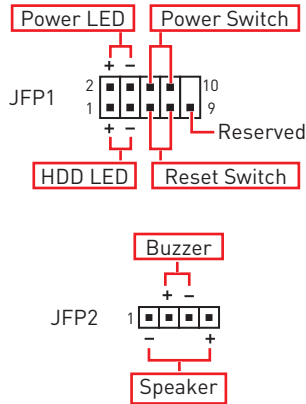 Power LED Power Switch
+ −
2 10
JFP1
1 9
+ − Reserved
HDD LED Reset Switch
Buzzer
+ −
JFP2 1
− +
Speaker